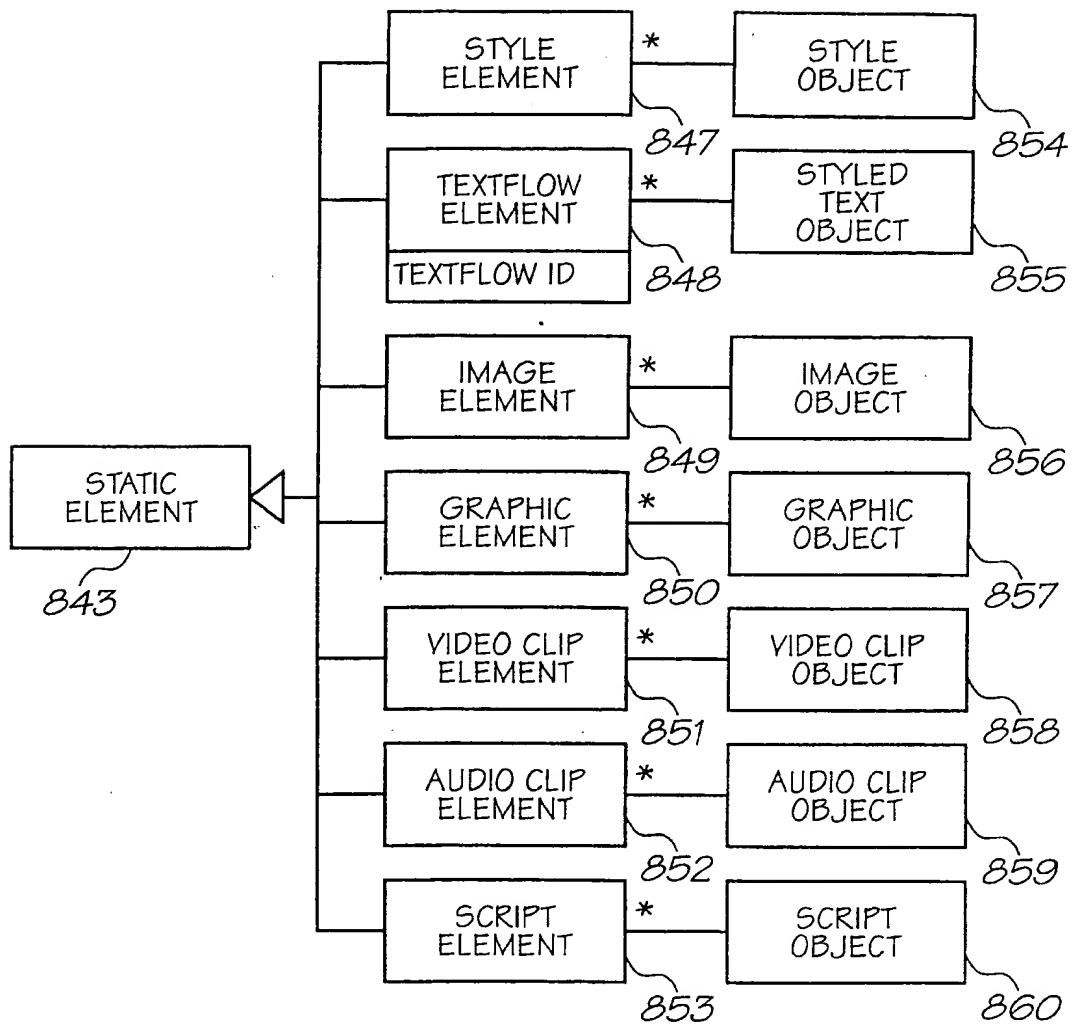 STYLE
ELEMENT
*
STYLE
OBJECT
847
854
TEXTFLOW
ELEMENT
*
STYLED
TEXT
OBJECT
TEXTFLOW ID
848
855
IMAGE
ELEMENT
*
IMAGE
OBJECT
849
856
STATIC
ELEMENT
843
GRAPHIC
ELEMENT
*
GRAPHIC
OBJECT
850
857
VIDEO CLIP
ELEMENT
*
VIDEO CLIP
OBJECT
851
858
AUDIO CLIP
ELEMENT
*
AUDIO CLIP
OBJECT
852
859
SCRIPT
ELEMENT
*
SCRIPT
OBJECT
853
860